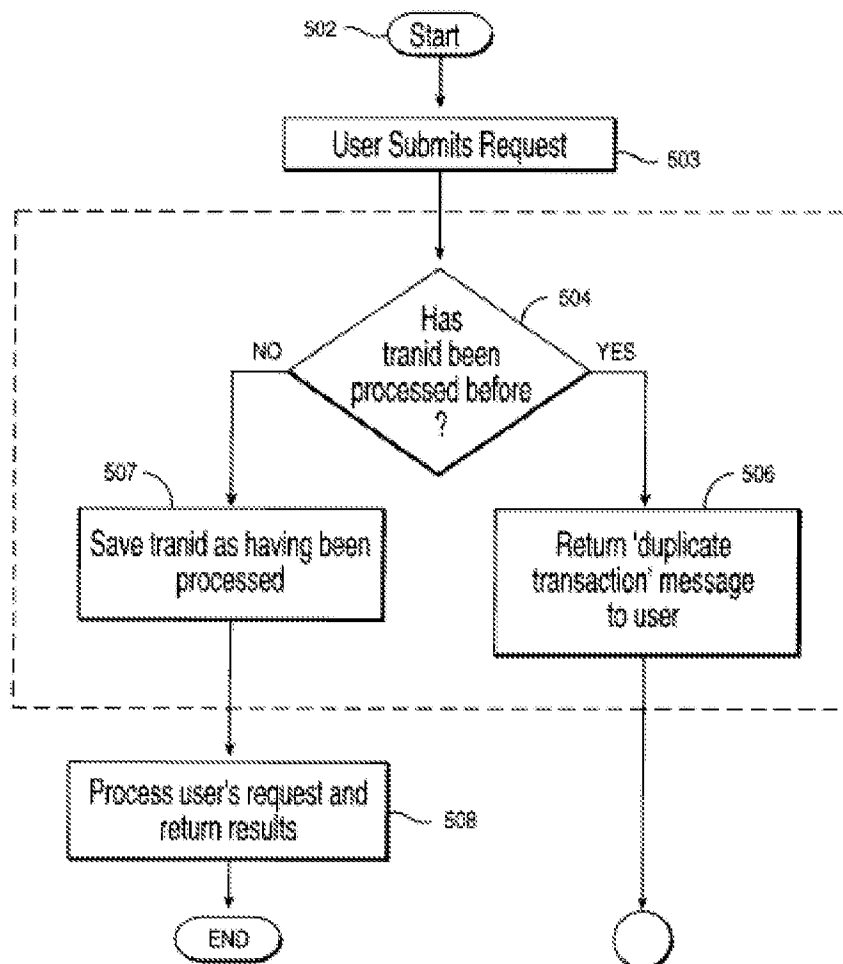 502
Start
User Submits Request
503
504
Has
tranid been
processed before
?
NO
YES
507
506
Save tranid as having been
processed
Return 'duplicate
transaction' message
to user
Process user's request and
return results
508
END